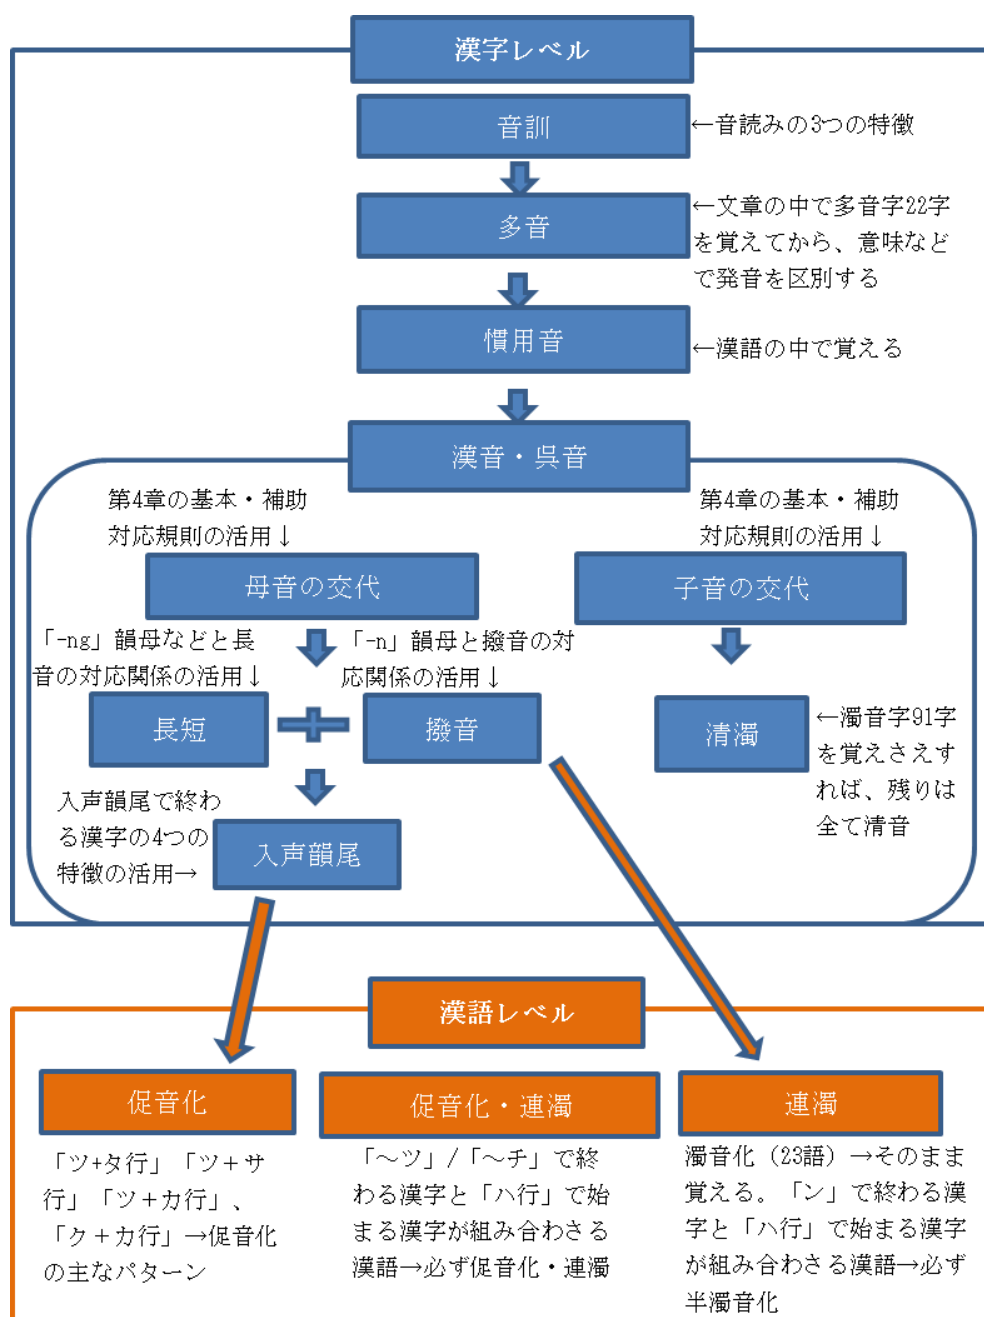 漢字レベル
音訓
←音読みの3つの特徴
多音
←文章の中で多音字22字
を覚えてから、意味など
で発音を区別する
慣用音
←漢語の中で覚える
漢音・呉音
第4章の基本・補助
対応規則の活用↓
母音の交代
「-ng」韻母などと長
音の対応関係の活用↓
「-n」韻母と撥音の対
応関係の活用↓
長短
撥音
入声韻尾で終わ
る漢字の4つの
特徴の活用→
入声韻尾
第4章の基本・補助
対応規則の活用↓
子音の交代
清濁
←濁音字91字
を覚えさえす
れば、残りは
全て清音
漢語レベル
促音化
「ツ+タ行」「ツ＋サ
行」「ツ＋カ行」、
「ク＋カ行」→促音化
の主なパターン
促音化・連濁
「～ツ」/「～チ」で終
わる漢字と「ハ行」で始
まる漢字が組み合わさる
漢語→必ず促音化・連濁
連濁
濁音化（23語）→そのまま
覚える。「ン」で終わる漢
字と「ハ行」で始まる漢字
が組み合わさる漢語→必ず
半濁音化